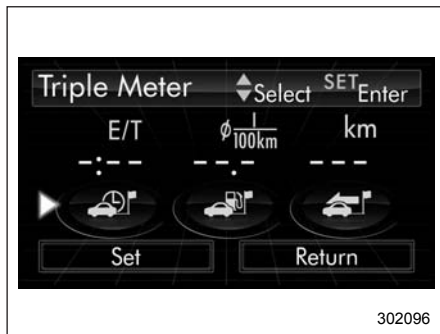 Triple Meter Select SET Enter
E/T ø l/100km km
--:-- --.- ---
Set Return
302096